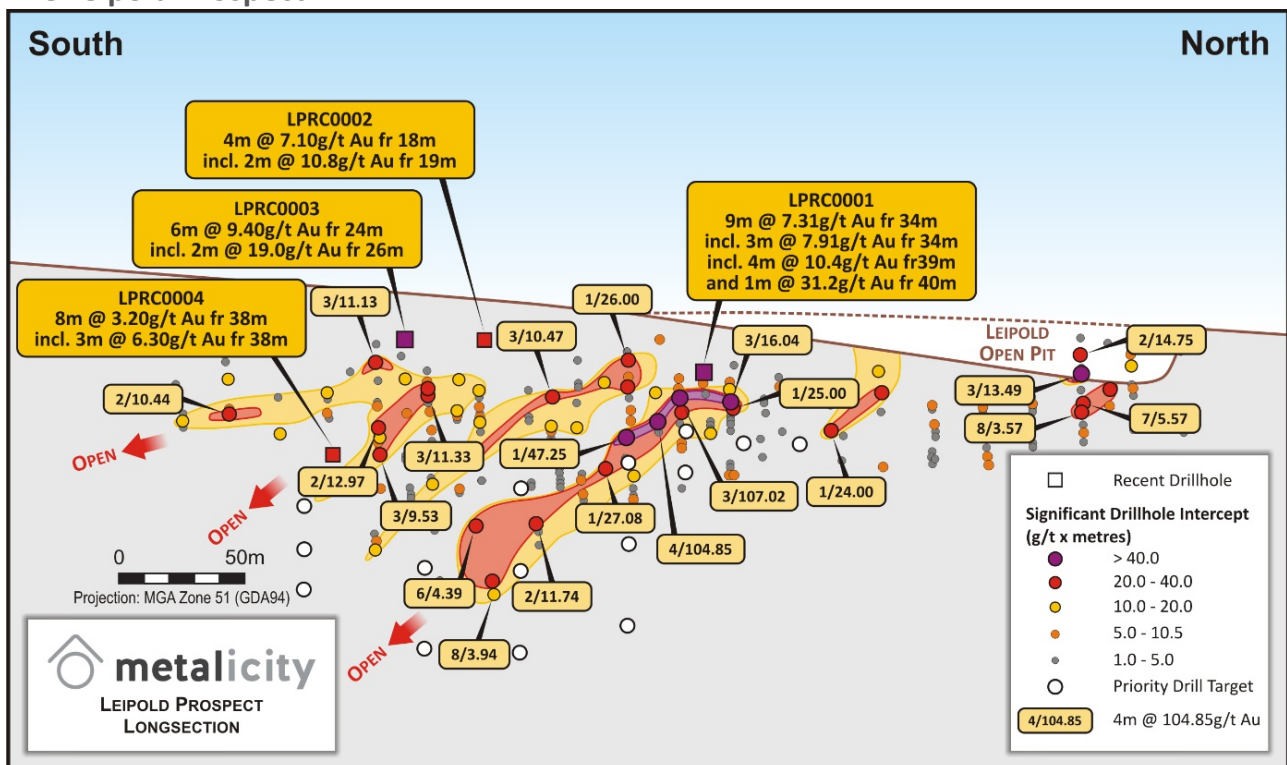 South
North
LPRC0002
4m @ 7.10g/t Au fr 18m
incl. 2m @ 10.8g/t Au fr 19m
LPRC0003
6m @ 9.40g/t Au fr 24m
incl. 2m @ 19.0g/t Au fr 26m
LPRC0001
9m @ 7.31g/t Au fr 34m
incl. 3m @ 7.91g/t Au fr 34m
incl. 4m @ 10.4g/t Au fr39m
and 1m @ 31.2g/t Au fr 40m
LPRC0004
8m @ 3.20g/t Au fr 38m
incl. 3m @ 6.30g/t Au fr 38m
3/11.13
1/26.00
3/10.47
3/16.04
LEIPOLD
OPEN PIT
2/14.75
2/10.44
3/13.49
1/25.00
8/3.57
7/5.57
OPEN
3/11.33
1/47.25
2/12.97
3/107.02
1/24.00
OPEN
3/9.53
1/27.08
4/104.85
0 50m
Projection: MGA Zone 51 (GDA94)
6/4.39
2/11.74
8/3.94
OPEN
metalicity
LEIPOLD PROSPECT
LONGSECTION
Recent Drillhole
Significant Drillhole Intercept
(g/t x metres)
> 40.0
20.0 - 40.0
10.0 - 20.0
5.0 - 10.5
1.0 - 5.0
Priority Drill Target
4/104.85 4m @ 104.85g/t Au